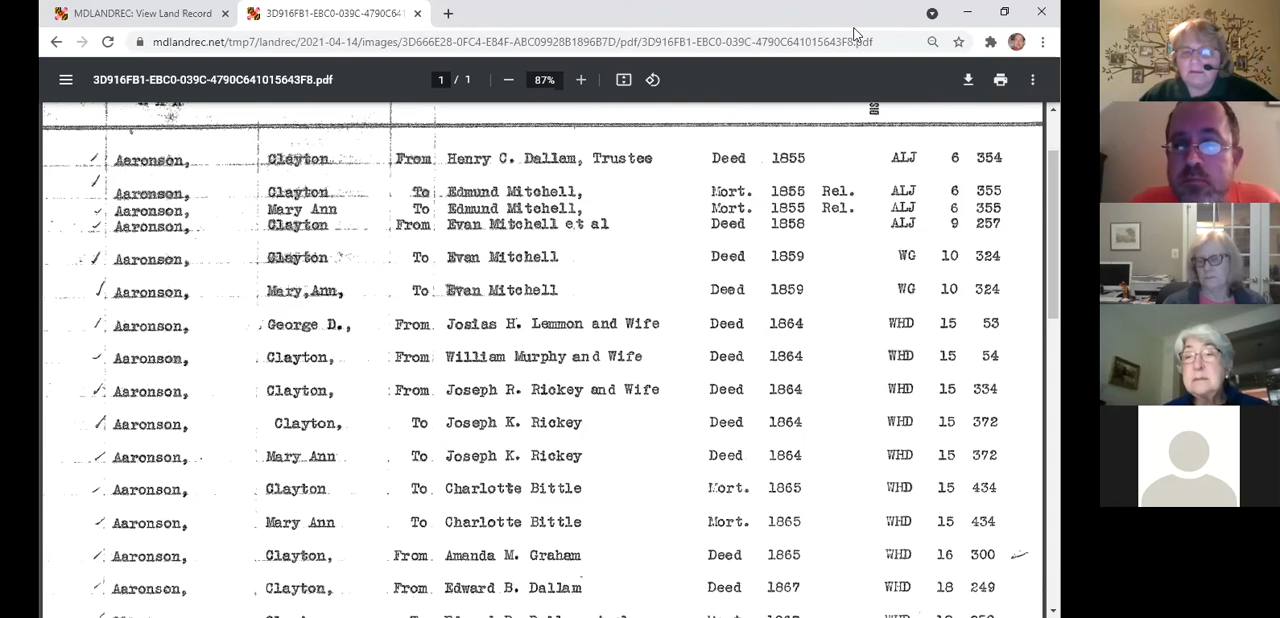 MDLANDREC: View Land Record
3D916FB1-EBC0-039C-4790C641
mdlandrec.net/tmp7/landrec/2021-04-14/images/3D666E28-0FC4-E84F-ABC09928B1896B7D/pdf/3D916FB1-EBC0-039C-4790C641015643F8.pdf
3D916FB1-EBC0-039C-4790C641015643F8.pdf 1 / 1 87%
Aaronson, Clayton From Henry C. Dallam, Trustee Deed 1855 ALJ 6 354
Aaronson, Clayton To Edmund Mitchell, Mort. 1855 Rel. ALJ 6 355
Aaronson, Mary Ann To Edmund Mitchell, Mort. 1855 Rel. ALJ 6 355
Aaronson, Clayton From Evan Mitchell et al Deed 1858 ALJ 9 257
Aaronson, Clayton To Evan Mitchell Deed 1859 WG 10 324
Aaronson, Mary,Ann, To Evan Mitchell Deed 1859 WG 10 324
Aaronson, George D., From Josias H. Lemmon and Wife Deed 1864 WHD 15 53
Aaronson, Clayton, From William Murphy and Wife Deed 1864 WHD 15 54
Aaronson, Clayton, From Joseph R. Rickey and Wife Deed 1864 WHD 15 334
Aaronson, Clayton, To Joseph K. Rickey Deed 1864 WHD 15 372
Aaronson, Mary Ann To Joseph K. Rickey Deed 1864 WHD 15 372
Aaronson, Clayton To Charlotte Bittle Mort. 1865 WHD 15 434
Aaronson, Mary Ann To Charlotte Bittle Mort. 1865 WHD 15 434
Aaronson, Clayton, From Amanda M. Graham Deed 1865 WHD 16 300
Aaronson, Clayton, From Edward B. Dallam Deed 1867 WHD 18 249